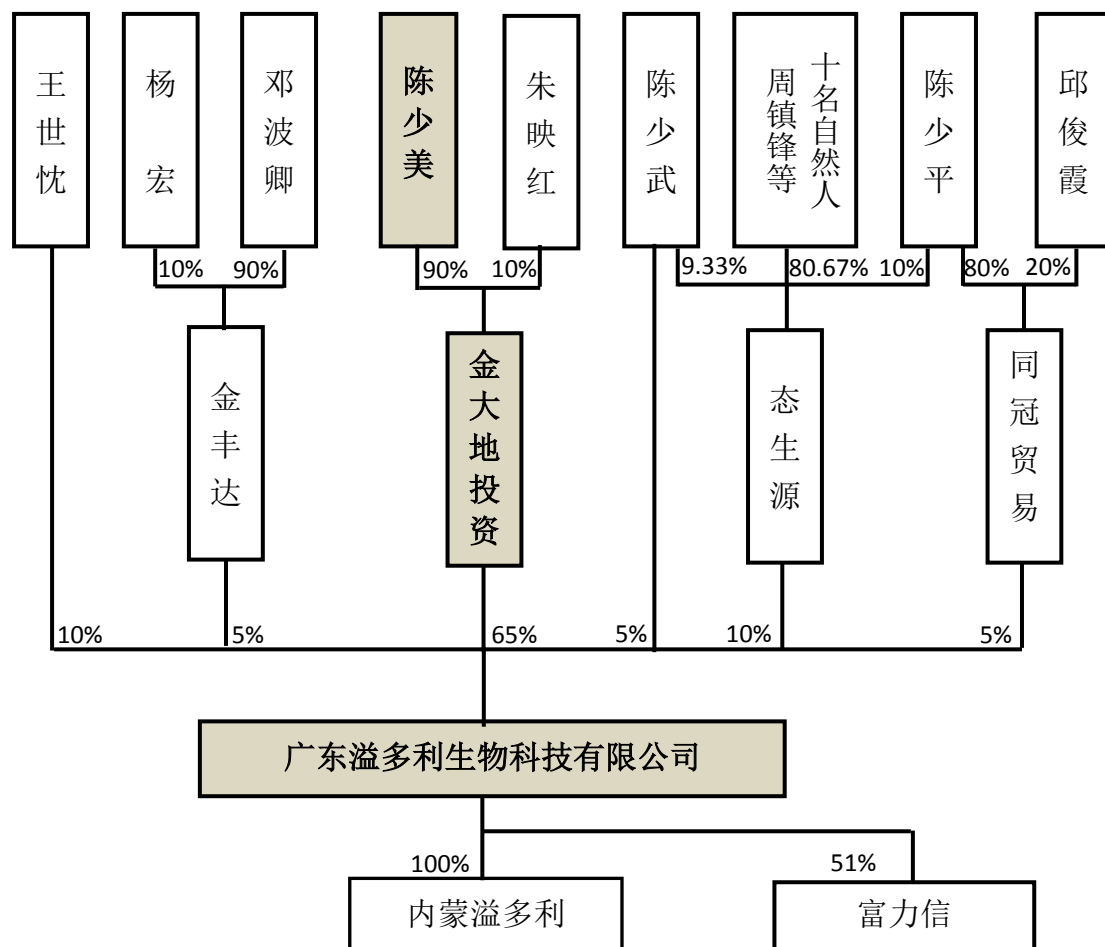 王世忱
杨宏
邓波卿
陈少美
朱映红
陈少武
周镇锋等
十名自然人
陈少平
邱俊霞
10%
90%
90%
10%
9.33%
80.67%
10%
80%
20%
金丰达
金大地投资
态生源
同冠贸易
10%
5%
65%
5%
10%
5%
广东溢多利生物科技有限公司
100%
51%
内蒙溢多利
富力信